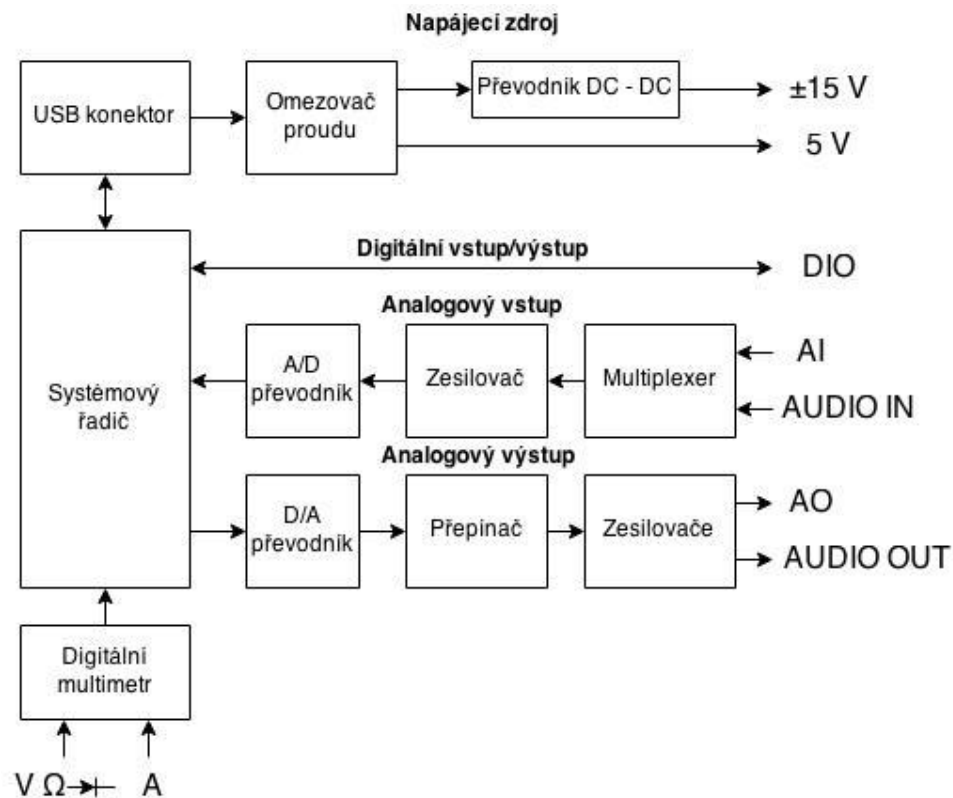 Napájecí zdroj
USB konektor
Omezovač
proudu
Převodník DC - DC
±15 V
5 V
Digitální vstup/výstup
DIO
Analogový vstup
Systémový
řadič
A/D
převodník
Zesilovač
Multiplexer
AI
AUDIO IN
Analogový výstup
D/A
převodník
Přepinač
Zesilovače
AO
AUDIO OUT
Digitální
multimetr
V Ω A